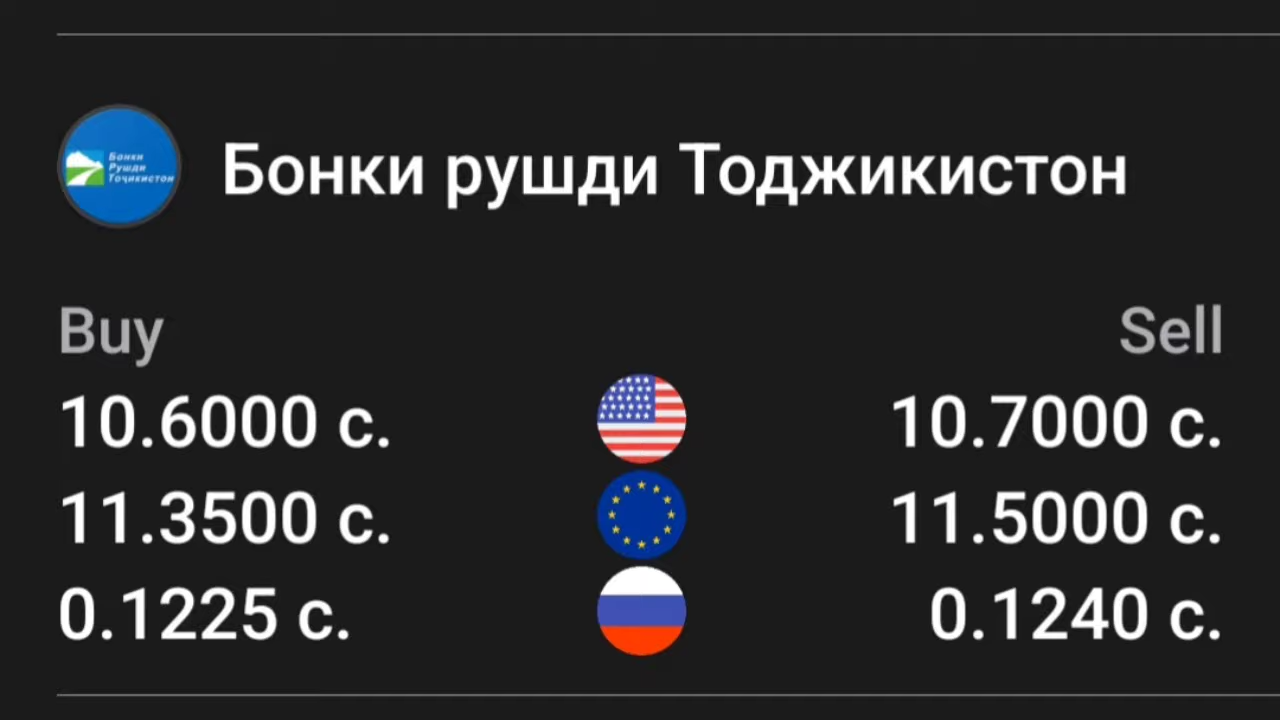 Бонки
Рушди
Тоҷикистон
Бонки рушди Тоджикистон
Buy Sell
10.6000 с. 10.7000 с.
11.3500 с. 11.5000 с.
0.1225 с. 0.1240 с.